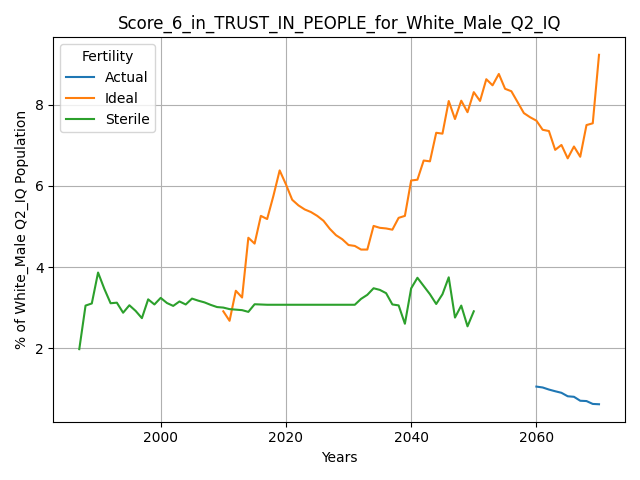 Score_6_in_TRUST_IN_PEOPLE_for_White_Male_Q2_IQ
Fertility
Actual
Ideal
Sterile
% of White_Male Q2_IQ Population
8
6
4
2
2000
2020
2040
2060
Years